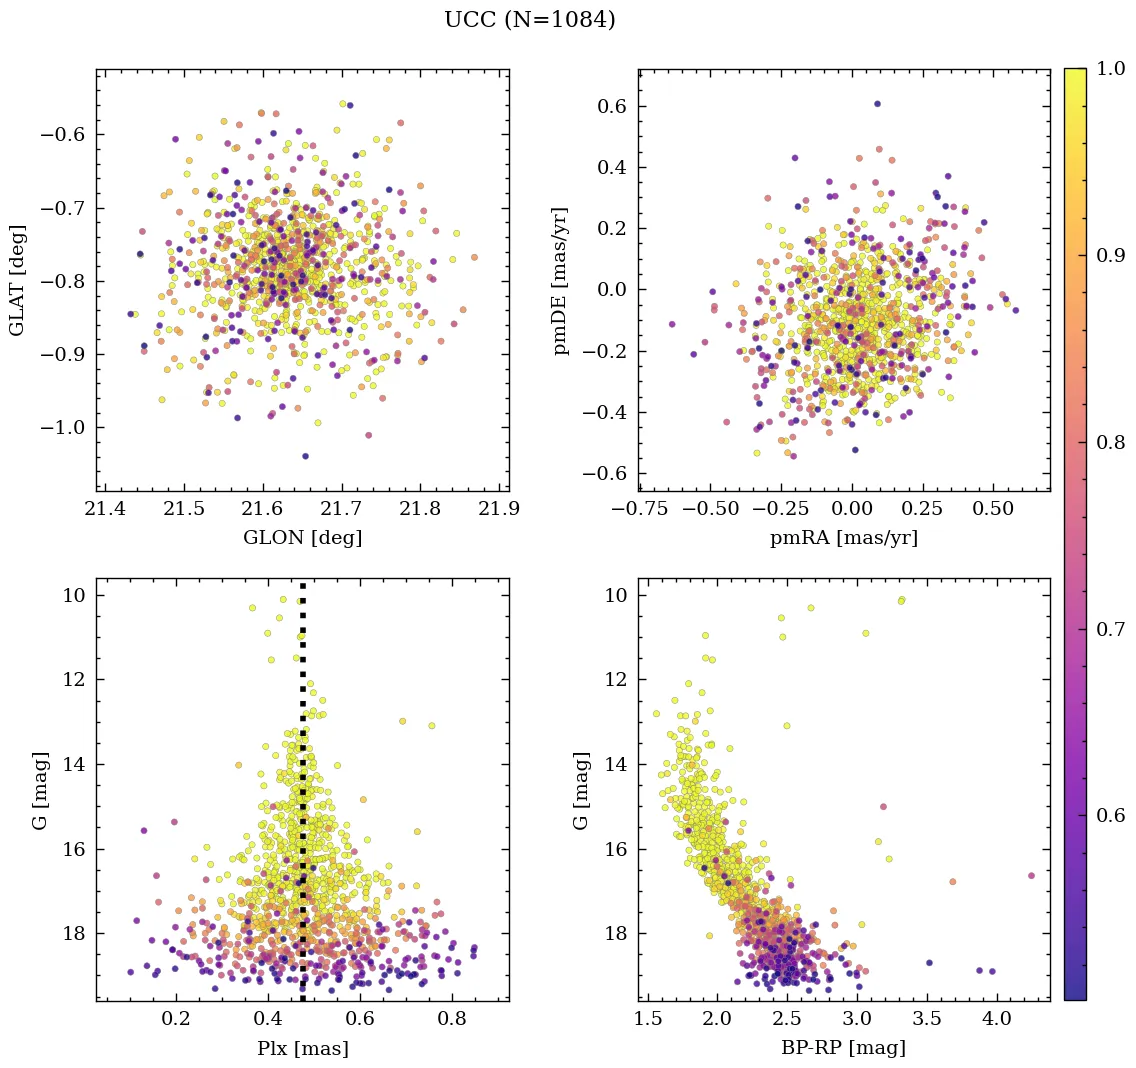 UCC (N=1084)
−0.6
−0.7
−0.8
−0.9
−1.0
GLAT [deg]
21.4 21.5 21.6 21.7 21.8 21.9
GLON [deg]
0.6
0.4
0.2
0.0
−0.2
−0.4
−0.6
pmDE [mas/yr]
−0.75 −0.50 −0.25 0.00 0.25 0.50
pmRA [mas/yr]
1.0
0.9
0.8
0.7
0.6
10
12
14
16
18
G [mag]
0.2 0.4 0.6 0.8
Plx [mas]
10
12
14
16
18
G [mag]
1.5 2.0 2.5 3.0 3.5 4.0
BP-RP [mag]